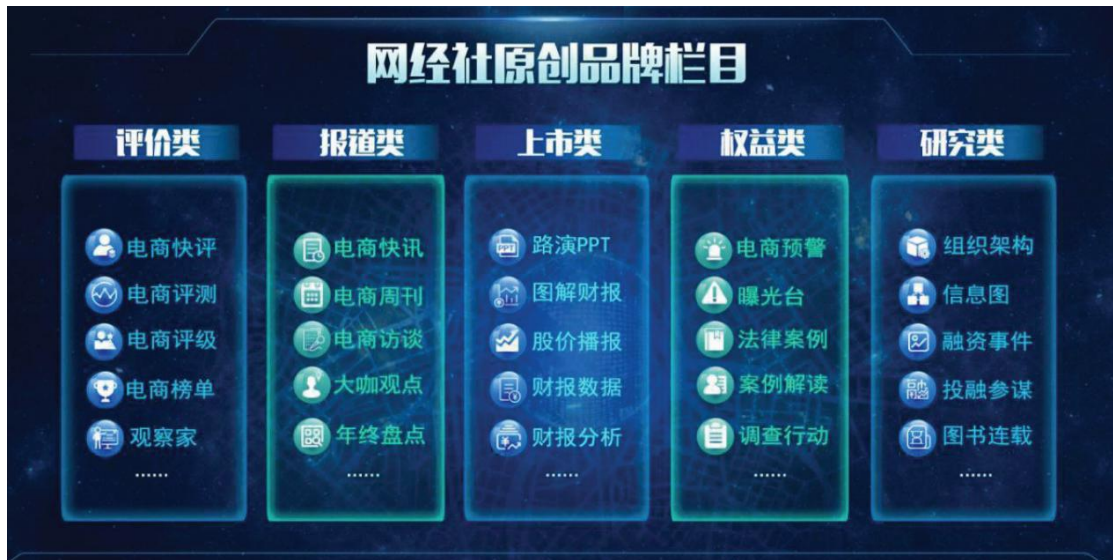 网经社原创品牌栏目
评价类
电商快评
电商评测
电商评级
电商榜单
观察家
……
报道类
电商快讯
电商周刊
电商访谈
大咖观点
年终盘点
……
上市类
路演PPT
图解财报
股价播报
财报数据
财报分析
……
权益类
电商预警
曝光台
法律案例
案例解读
调查行动
……
研究类
组织架构
信息图
融资事件
投融参谋
图书连载
……